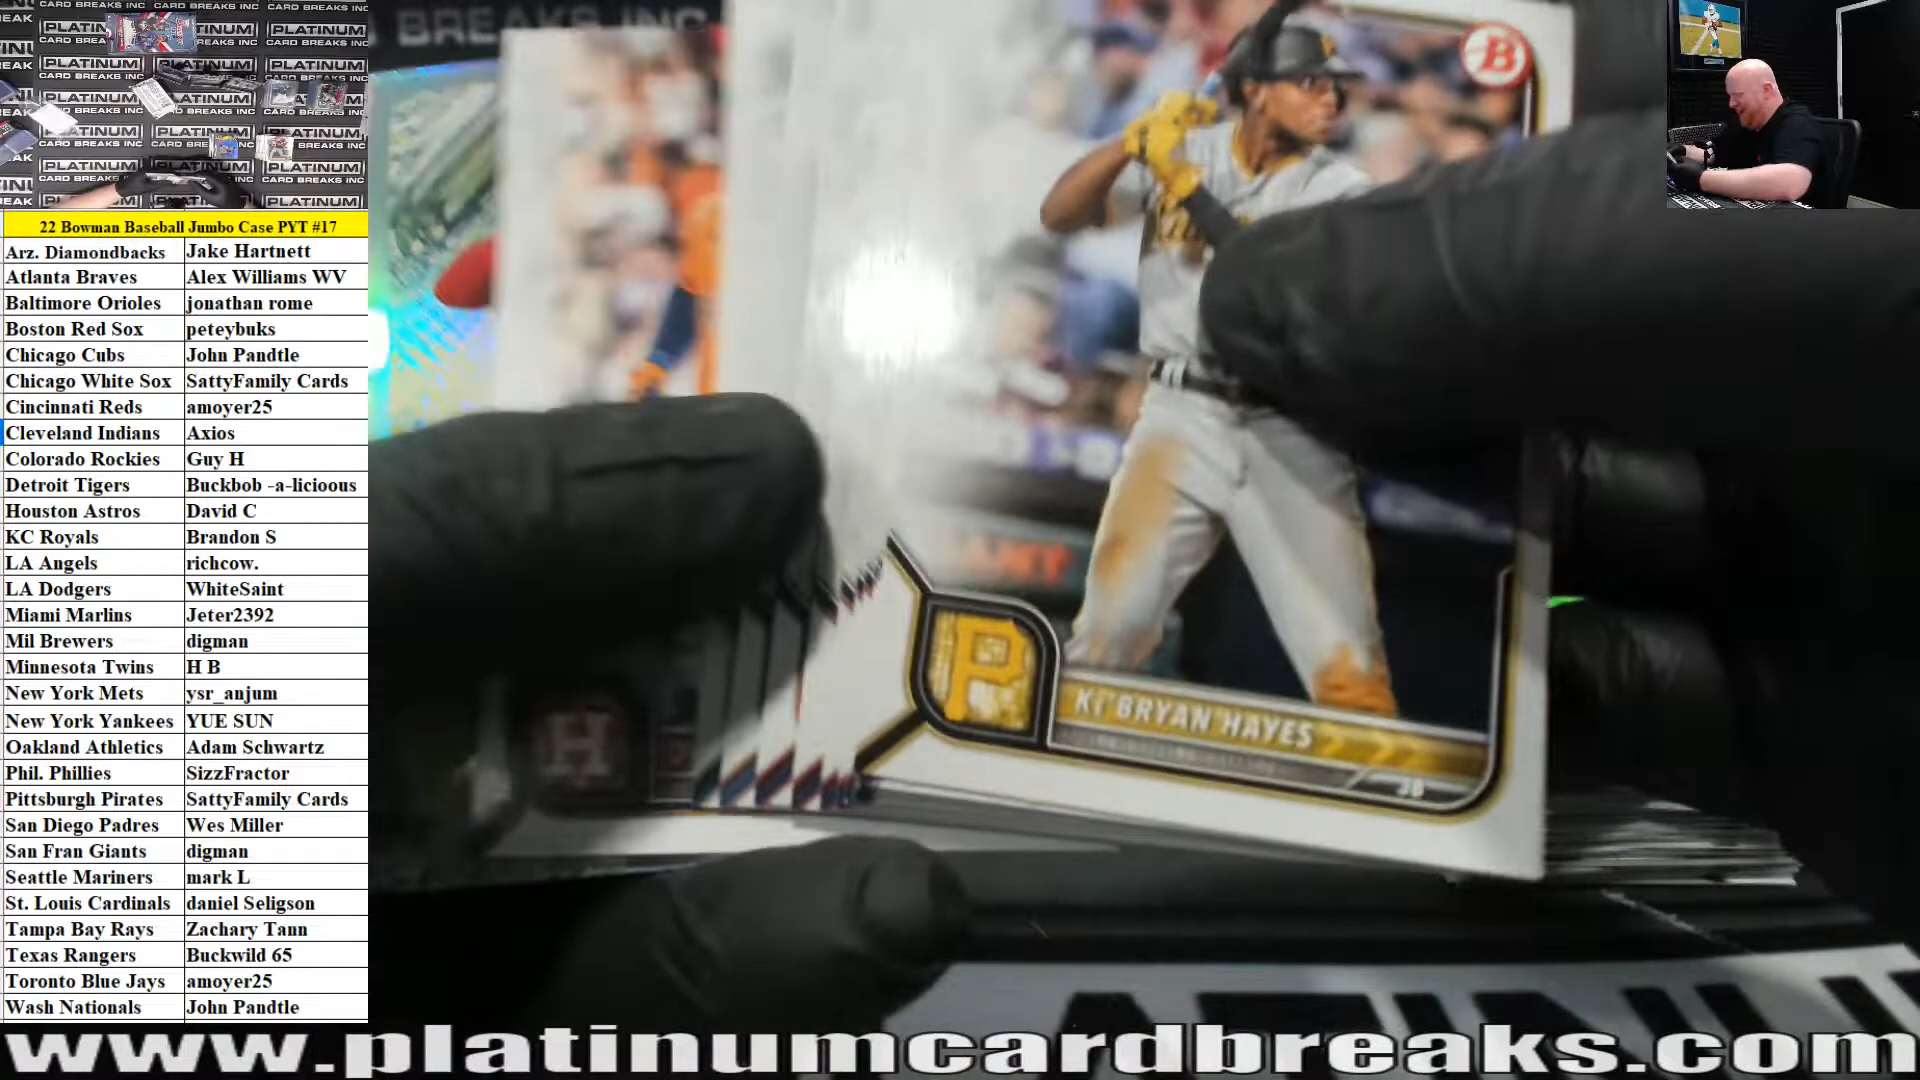 BREAKS INC
PLATINUM
CARD BREAKS INC
22 Bowman Baseball Jumbo Case PYT #17
Arz. Diamondbacks Jake Hartnett
Atlanta Braves Alex Williams WV
Baltimore Orioles jonathan rome
Boston Red Sox peteybuks
Chicago Cubs John Pandtle
Chicago White Sox SattyFamily Cards
Cincinnati Reds amoyer25
Cleveland Indians Axios
Colorado Rockies Guy H
Detroit Tigers Buckbob -a-licioous
Houston Astros David C
KC Royals Brandon S
LA Angels richcow.
LA Dodgers WhiteSaint
Miami Marlins Jeter2392
Mil Brewers digman
Minnesota Twins H B
New York Mets ysr_anjum
New York Yankees YUE SUN
Oakland Athletics Adam Schwartz
Phil. Phillies SizzFractor
Pittsburgh Pirates SattyFamily Cards
San Diego Padres Wes Miller
San Fran Giants digman
Seattle Mariners mark L
St. Louis Cardinals daniel Seligson
Tampa Bay Rays Zachary Tann
Texas Rangers Buckwild 65
Toronto Blue Jays amoyer25
Wash Nationals John Pandtle
B
P
KE'BRYAN HAYES
H
www.platinumcardbreaks.com